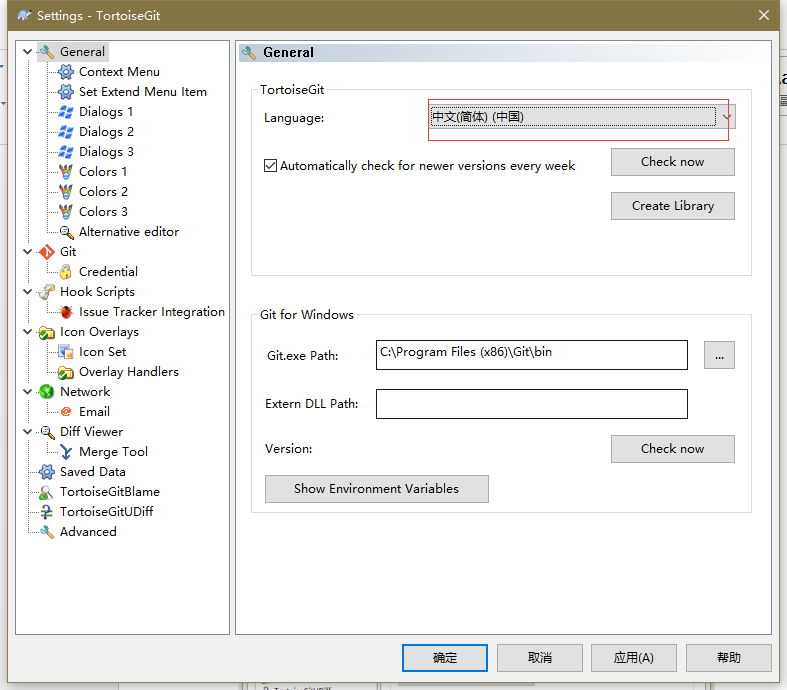 Settings - TortoiseGit
General
Context Menu
Set Extend Menu Item
Dialogs 1
Dialogs 2
Dialogs 3
Colors 1
Colors 2
Colors 3
Alternative editor
Git
Credential
Hook Scripts
Issue Tracker Integration
Icon Overlays
Icon Set
Overlay Handlers
Network
Email
Diff Viewer
Merge Tool
Saved Data
TortoiseGitBlame
TortoiseGitUDiff
Advanced
General
TortoiseGit
Language:
中文(简体) (中国)
Automatically check for newer versions every week
Check now
Create Library
Git for Windows
Git.exe Path:
C:\Program Files (x86)\Git\bin
...
Extern DLL Path:
Version:
Check now
Show Environment Variables
确定
取消
应用(A)
帮助